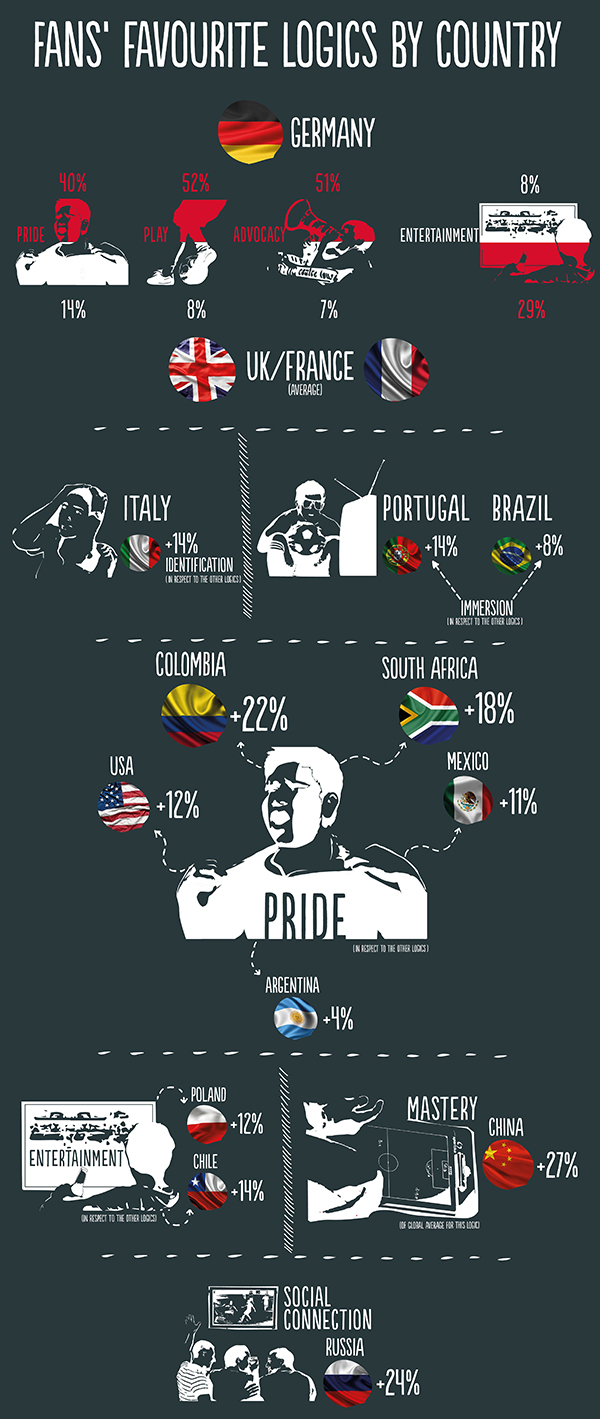 FANS' FAVOURITE LOGICS BY COUNTRY
GERMANY
40%
52%
51%
8%
PRIDE
PLAY
ADVOCACY
ENTERTAINMENT
14%
8%
7%
29%
UK/FRANCE
(AVERAGE)
ITALY
+14%
IDENTIFICATION
(IN RESPECT TO THE OTHER LOGICS)
PORTUGAL
BRAZIL
+14%
+8%
IMMERSION
(IN RESPECT TO THE OTHER LOGICS)
COLOMBIA
SOUTH AFRICA
+22%
+18%
USA
MEXICO
+12%
+11%
PRIDE
(IN RESPECT TO THE OTHER LOGICS)
ARGENTINA
+4%
POLAND
+12%
ENTERTAINMENT
CHILE
+14%
(IN RESPECT TO THE OTHER LOGICS)
MASTERY
CHINA
+27%
(OF GLOBAL AVERAGE FOR THIS LOGIC)
SOCIAL
CONNECTION
RUSSIA
+24%